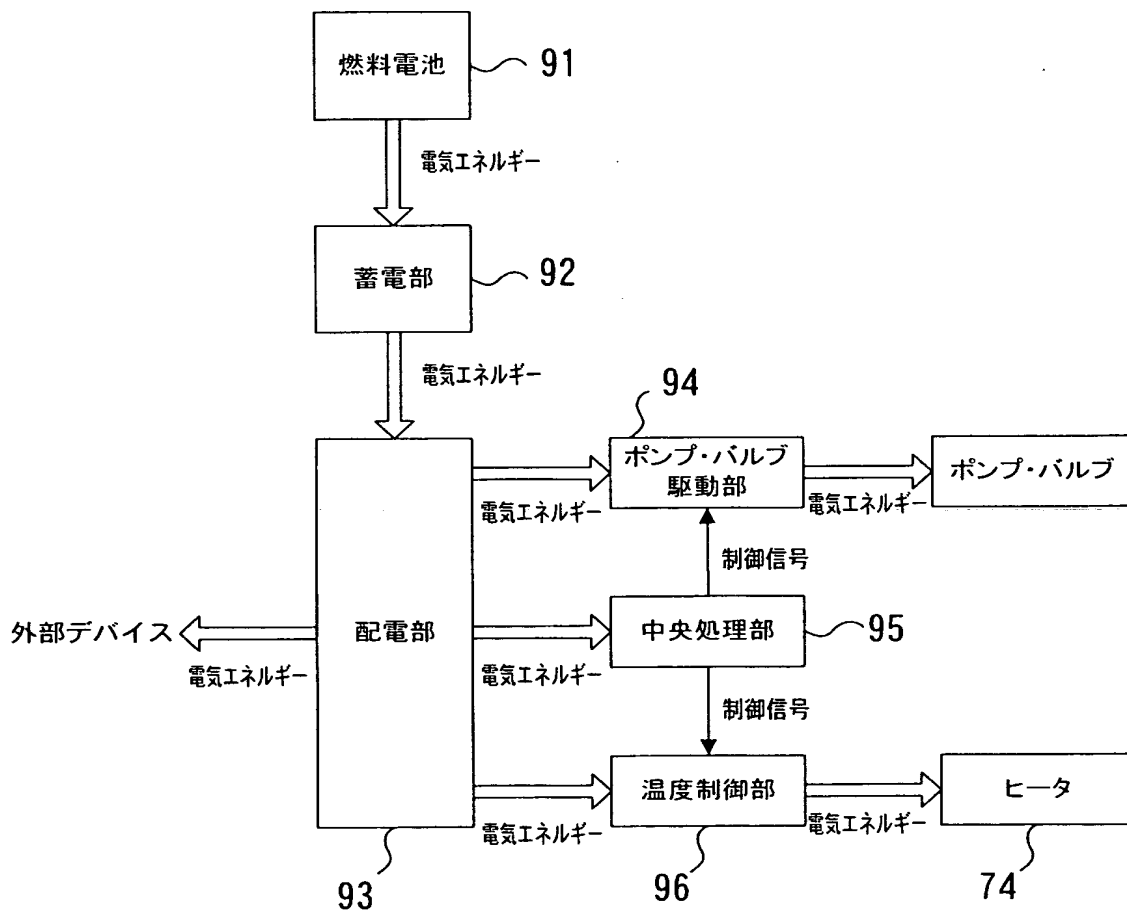 燃料電池
91
電気エネルギー
蓄電部
92
電気エネルギー
94
ポンプ・バルブ
駆動部
ポンプ・バルブ
電気エネルギー
電気エネルギー
制御信号
外部デバイス
配電部
中央処理部
95
電気エネルギー
電気エネルギー
制御信号
温度制御部
ヒータ
電気エネルギー
電気エネルギー
93
96
74